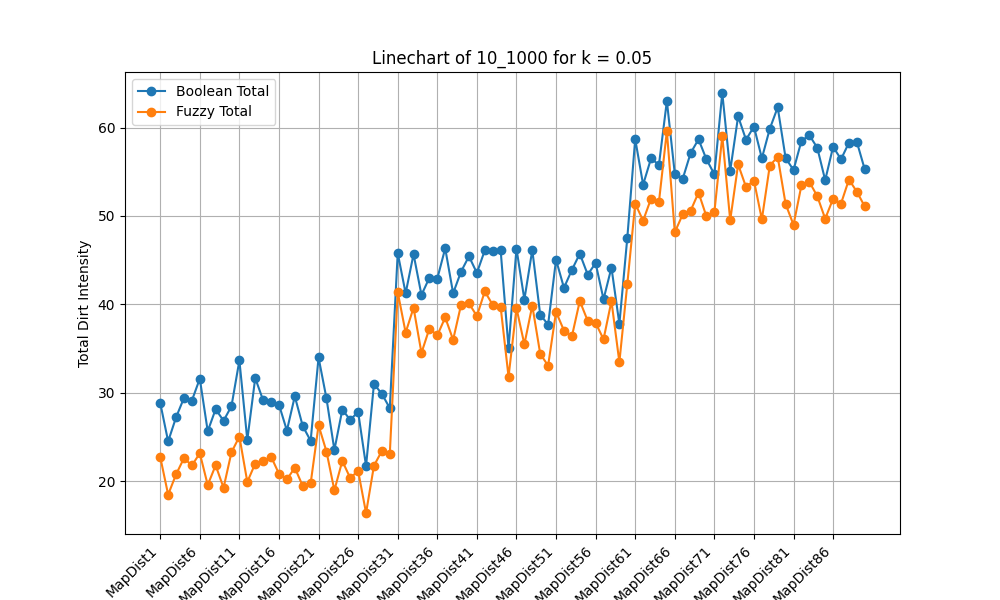 Linechart of 10_1000 for k = 0.05
Boolean Total
Fuzzy Total
Total Dirt Intensity
60
50
40
30
20
MapDist1
MapDist6
MapDist11
MapDist16
MapDist21
MapDist26
MapDist31
MapDist36
MapDist41
MapDist46
MapDist51
MapDist56
MapDist61
MapDist66
MapDist71
MapDist76
MapDist81
MapDist86